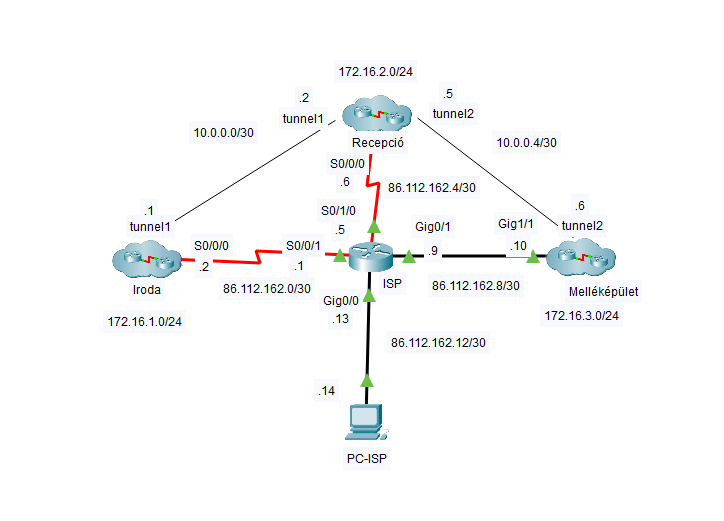 172.16.2.0/24
.2
.5
tunnel1
tunnel2
10.0.0.0/30
10.0.0.4/30
Recepció
S0/0/0
.6
86.112.162.4/30
.1
tunnel1
S0/1/0
.5
Gig0/1
Gig1/1
.6
tunnel2
S0/0/0
S0/0/1
.9
.10
.2
.1
Iroda
86.112.162.0/30
ISP
86.112.162.8/30
Melléképület
Gig0/0
.13
172.16.1.0/24
172.16.3.0/24
86.112.162.12/30
.14
PC-ISP